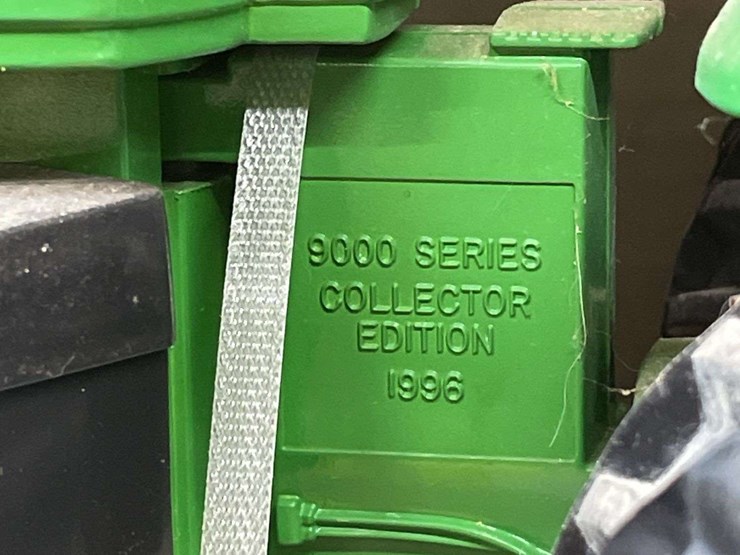 9000 SERIES
COLLECTOR
EDITION
1996